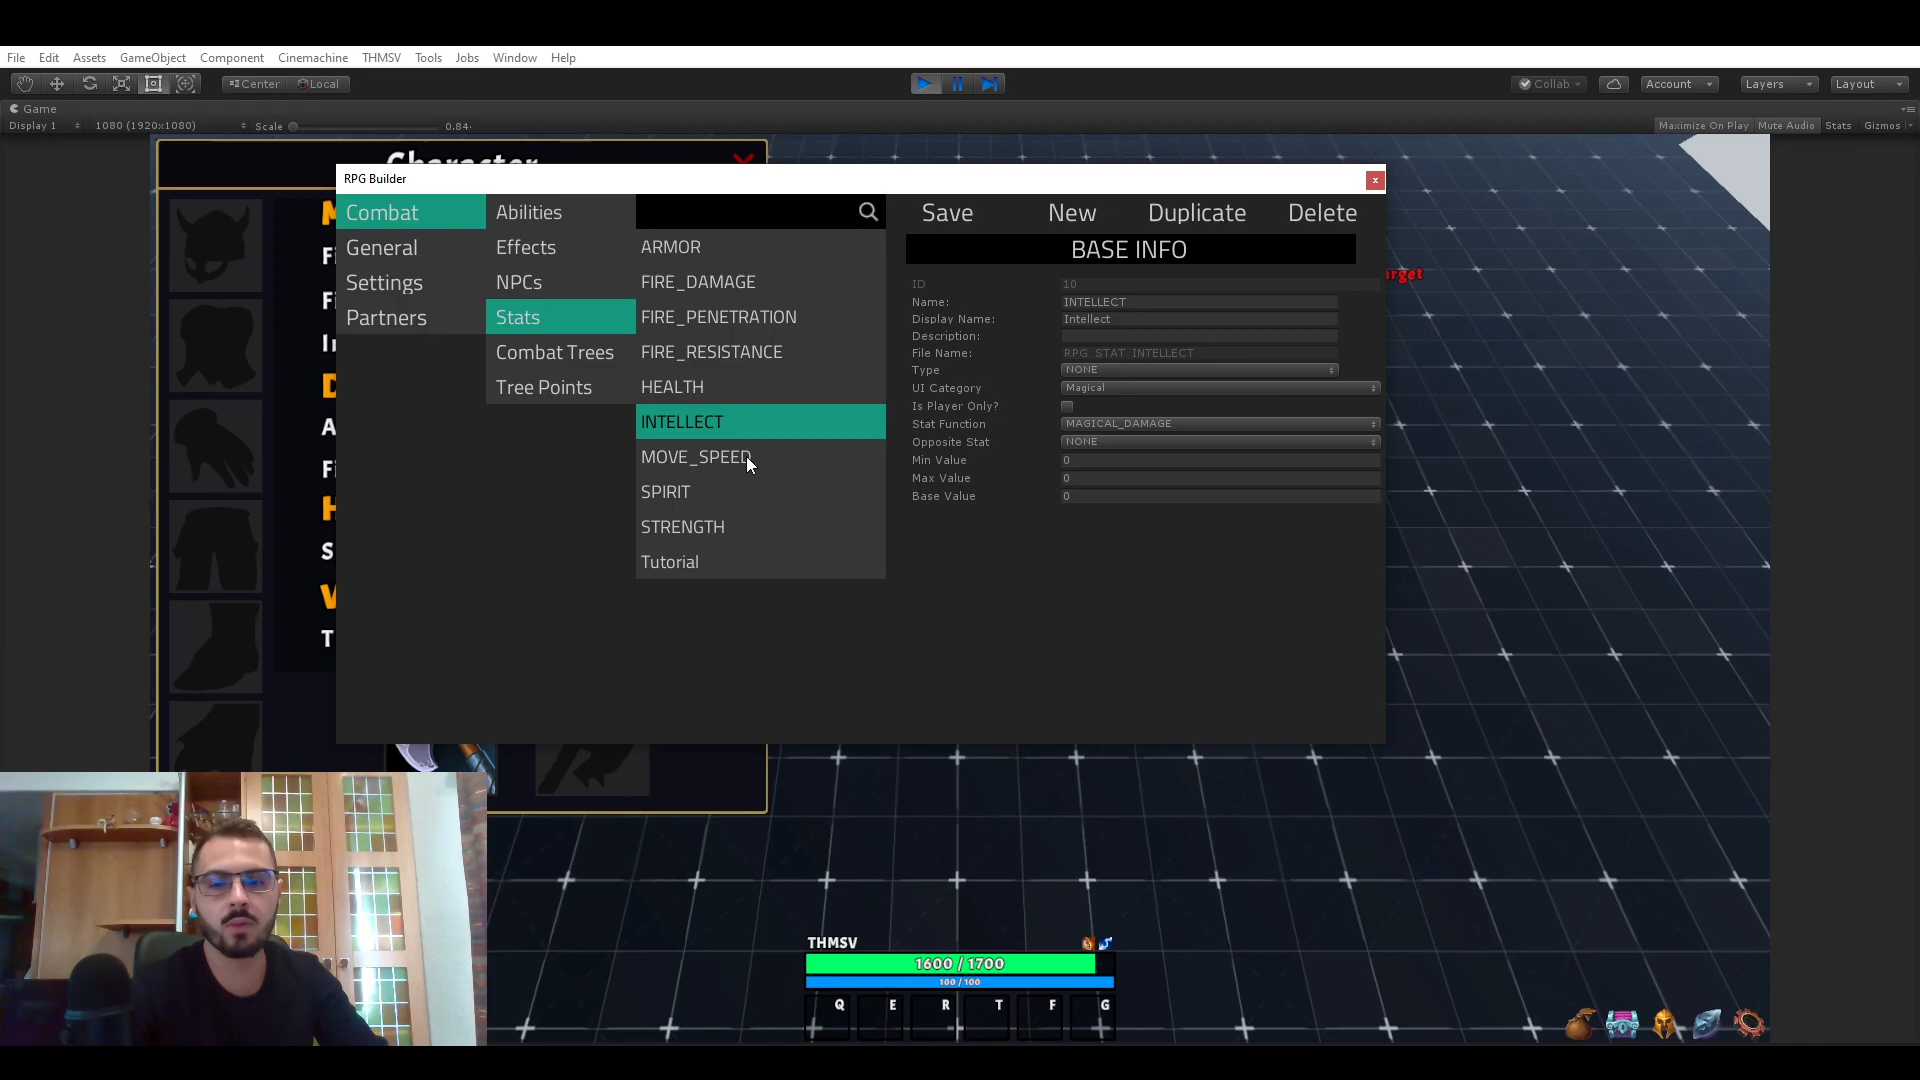 File Edit Assets GameObject Component Cinemachine THMSV Tools Jobs Window Help
Center Local Collab Account Layers Layout
Game
Display 1 1080 (1920x1080) Scale 0.84 Maximize On Play Mute Audio Stats Gizmos
Character
RPG Builder x
Combat
General
Settings
Partners
Abilities
Effects
NPCs
Stats
Combat Trees
Tree Points
ARMOR
FIRE_DAMAGE
FIRE_PENETRATION
FIRE_RESISTANCE
HEALTH
INTELLECT
MOVE_SPEED
SPIRIT
STRENGTH
Tutorial
Save New Duplicate Delete
BASE INFO
ID 10
Name: INTELLECT
Display Name: Intellect
Description:
File Name: RPG_STAT_INTELLECT
Type NONE
UI Category Magical
Is Player Only?
Stat Function MAGICAL_DAMAGE
Opposite Stat NONE
Min Value 0
Max Value 0
Base Value 0
arget
M
Fi
Fi
In
D
A
Fi
H
S
V
T
THMSV
1600 / 1700
100 / 100
Q E R T F G